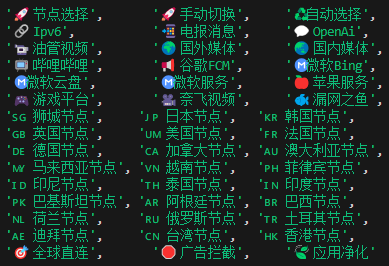 '🚀 节点选择', '🚀 手动切换', '♻️自动选择',
'🔗 Ipv6', '📲 电报消息', '💬 OpenAi',
'📹 油管视频', '🌏 国外媒体', '🌏 国内媒体',
'📺 哔哩哔哩', '📢 谷歌FCM', 'Ⓜ️微软Bing',
'Ⓜ️微软云盘', 'Ⓜ️微软服务', '🍎 苹果服务',
'🎮 游戏平台', '🎥 奈飞视频', '🐟 漏网之鱼',
'SG 狮城节点', 'JP 日本节点', 'KR 韩国节点',
'GB 英国节点', 'UM 美国节点', 'FR 法国节点',
'DE 德国节点', 'CA 加拿大节点', 'AU 澳大利亚节点',
'MY 马来西亚节点', 'VN 越南节点', 'PH 菲律宾节点',
'ID 印尼节点', 'TH 泰国节点', 'IN 印度节点',
'PK 巴基斯坦节点', 'AR 阿根廷节点', 'BR 巴西节点',
'NL 荷兰节点', 'RU 俄罗斯节点', 'TR 土耳其节点',
'AE 迪拜节点', 'CN 台湾节点', 'HK 香港节点',
'🎯 全球直连', '🛑 广告拦截', '🍃 应用净化'